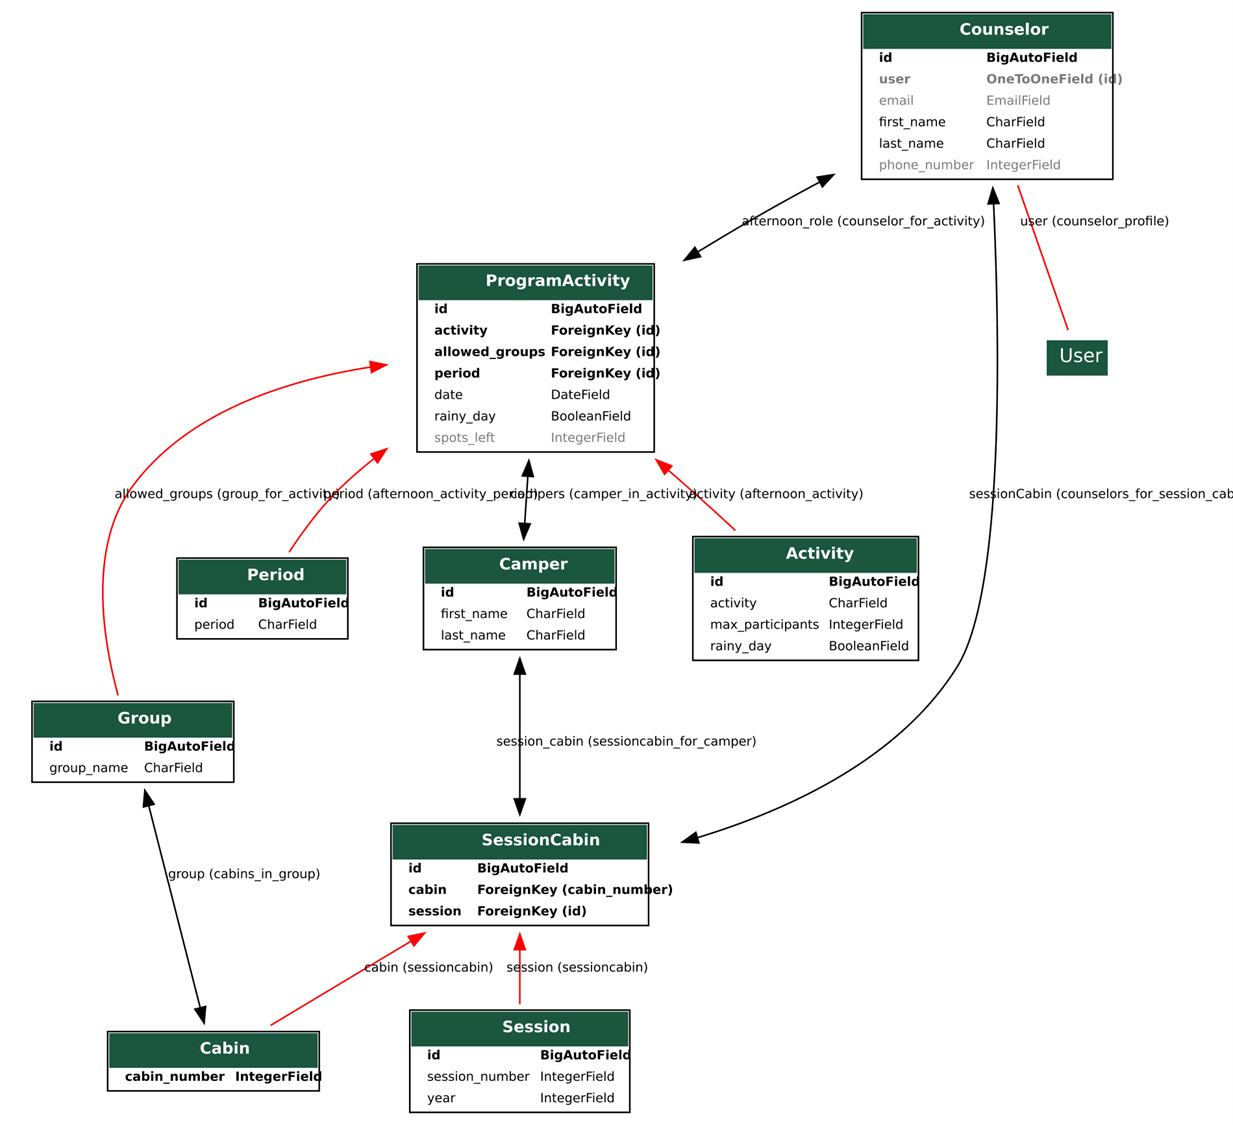 Counselor
id BigAutoField
user OneToOneField (id)
email EmailField
first_name CharField
last_name CharField
phone_number IntegerField
afternoon_role (counselor_for_activity)
user (counselor_profile)
ProgramActivity
id BigAutoField
activity ForeignKey (id)
allowed_groups ForeignKey (id)
period ForeignKey (id)
date DateField
rainy_day BooleanField
spots_left IntegerField
User
allowed_groups (group_for_activity)
period (afternoon_activity_period)
campers (camper_in_activity)
activity (afternoon_activity)
sessionCabin (counselors_for_session_cab
Period
id BigAutoField
period CharField
Camper
id BigAutoField
first_name CharField
last_name CharField
Activity
id BigAutoField
activity CharField
max_participants IntegerField
rainy_day BooleanField
Group
id BigAutoField
group_name CharField
session_cabin (sessioncabin_for_camper)
SessionCabin
id BigAutoField
cabin ForeignKey (cabin_number)
session ForeignKey (id)
group (cabins_in_group)
cabin (sessioncabin)
session (sessioncabin)
Cabin
cabin_number IntegerField
Session
id BigAutoField
session_number IntegerField
year IntegerField